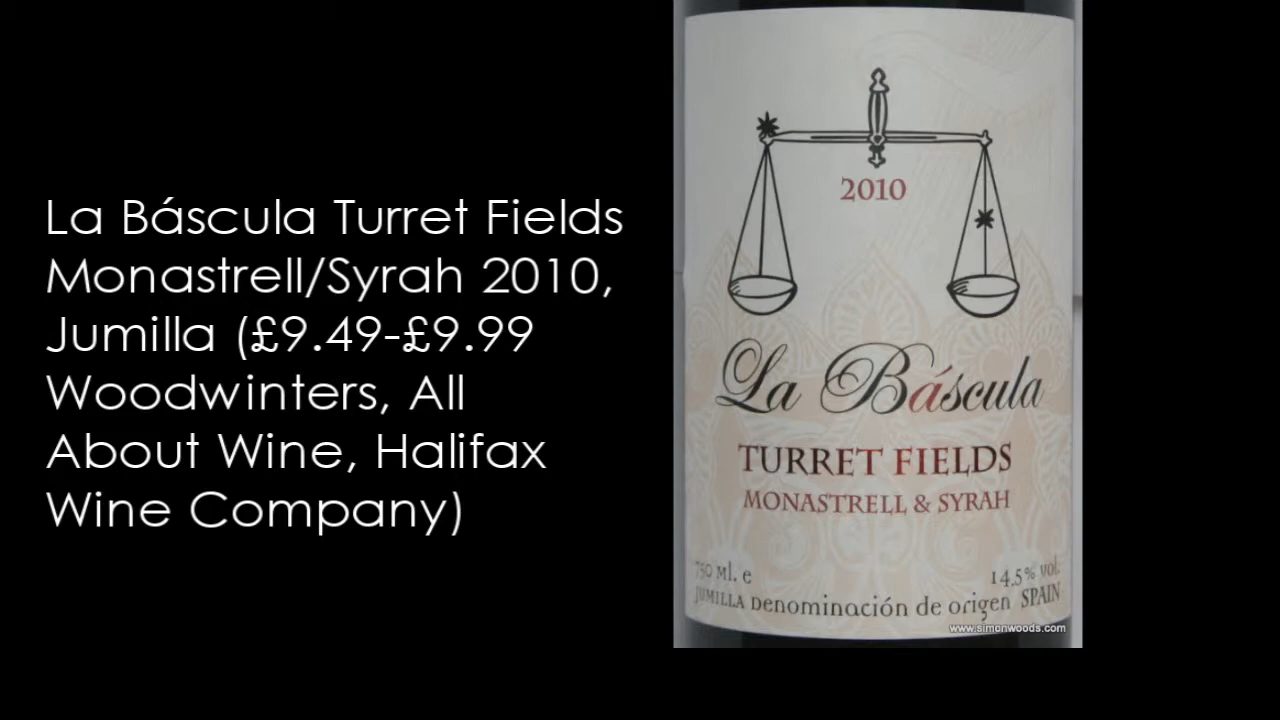 La Báscula Turret Fields
Monastrell/Syrah 2010,
Jumilla (£9.49-£9.99
Woodwinters, All
About Wine, Halifax
Wine Company)
2010
La Báscula
TURRET FIELDS
MONASTRELL & SYRAH
750 ml. e
14.5% vol.
JUMILLA Denominación de origen SPAIN
www.simonwoods.com